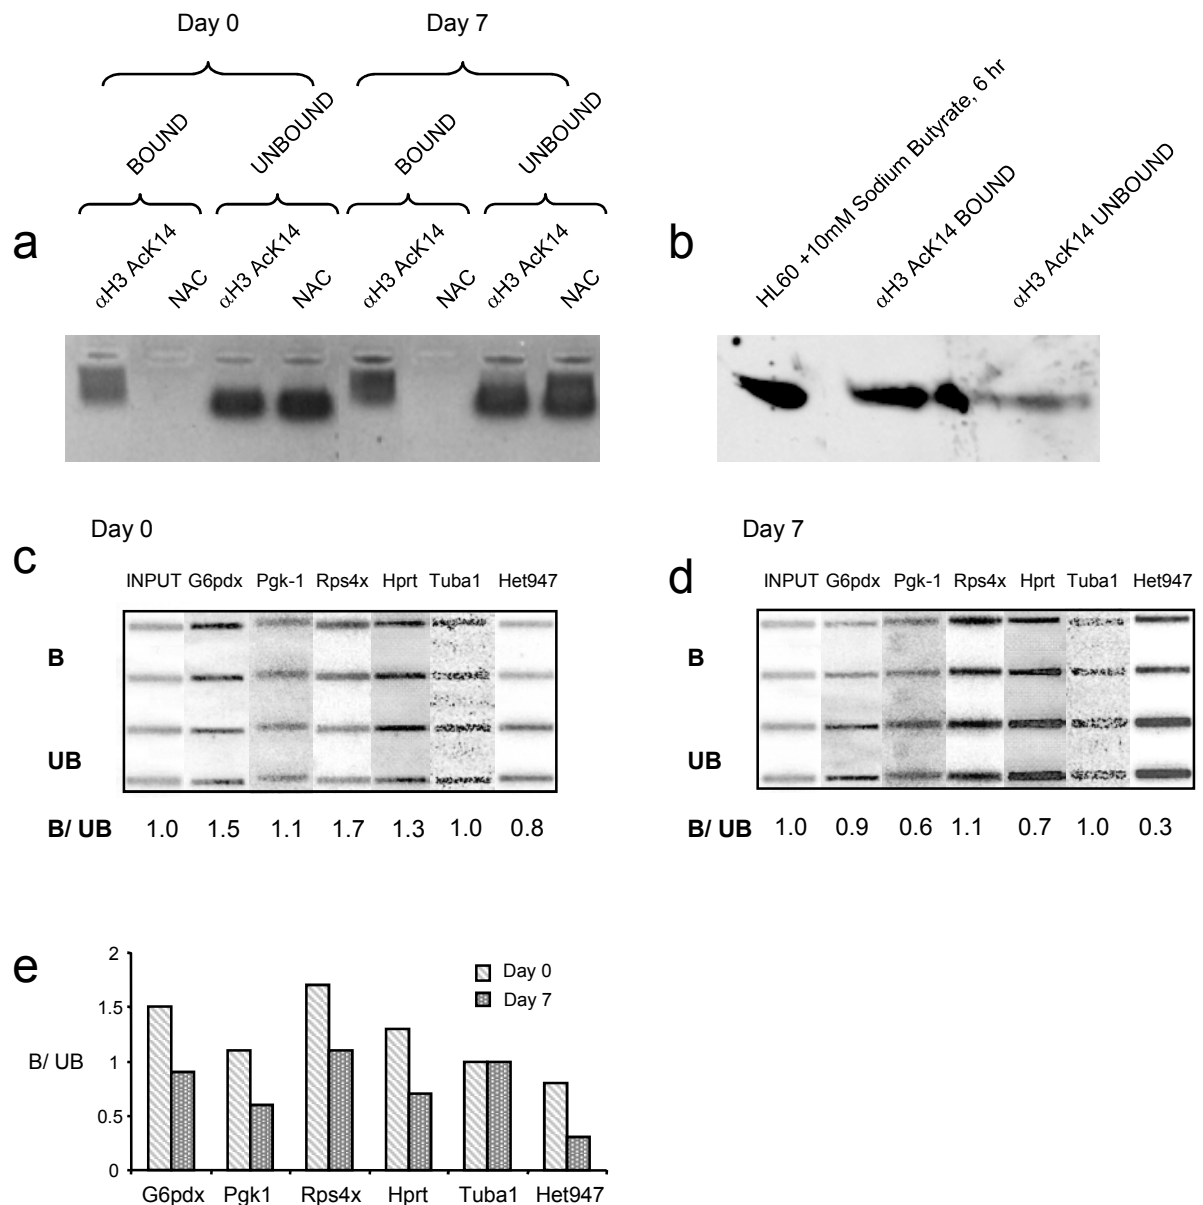 Day 0
Day 7
BOUND
UNBOUND
BOUND
UNBOUND
a
αH3 AcK14
NAC
αH3 AcK14
NAC
αH3 AcK14
NAC
αH3 AcK14
NAC
b
HL60 +10mM Sodium Butyrate, 6 hr
αH3 AcK14 BOUND
αH3 AcK14 UNBOUND
Day 0
c
INPUT G6pdx Pgk-1 Rps4x Hprt Tuba1 Het947
B
UB
B/ UB 1.0 1.5 1.1 1.7 1.3 1.0 0.8
Day 7
d
INPUT G6pdx Pgk-1 Rps4x Hprt Tuba1 Het947
B
UB
B/ UB 1.0 0.9 0.6 1.1 0.7 1.0 0.3
e
2
1.5
1
0.5
0
B/ UB
Day 0
Day 7
G6pdx Pgk1 Rps4x Hprt Tuba1 Het947